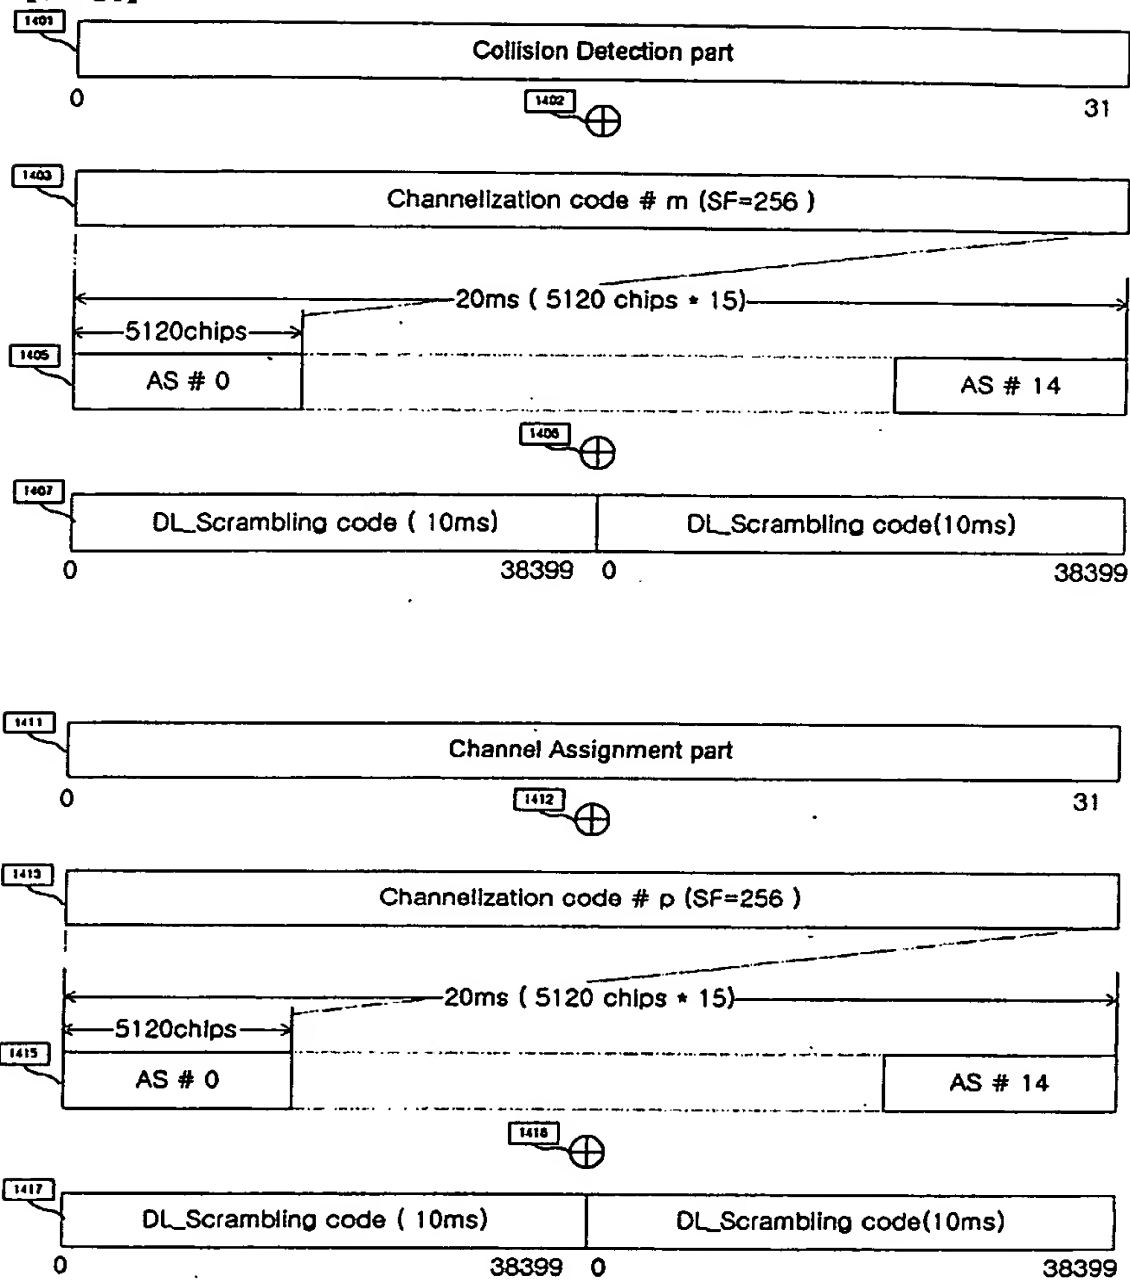 1401
Collision Detection part
0
1402
31
1403
Channelization code # m (SF=256 )
20ms ( 5120 chips * 15)
5120chips
1405
AS # 0
AS # 14
1406
1407
DL_Scrambling code ( 10ms)
DL_Scrambling code(10ms)
0
38399
0
38399
1411
Channel Assignment part
0
1412
31
1413
Channelization code # p (SF=256 )
20ms ( 5120 chips * 15)
5120chips
1415
AS # 0
AS # 14
1416
1417
DL_Scrambling code ( 10ms)
DL_Scrambling code(10ms)
0
38399
0
38399